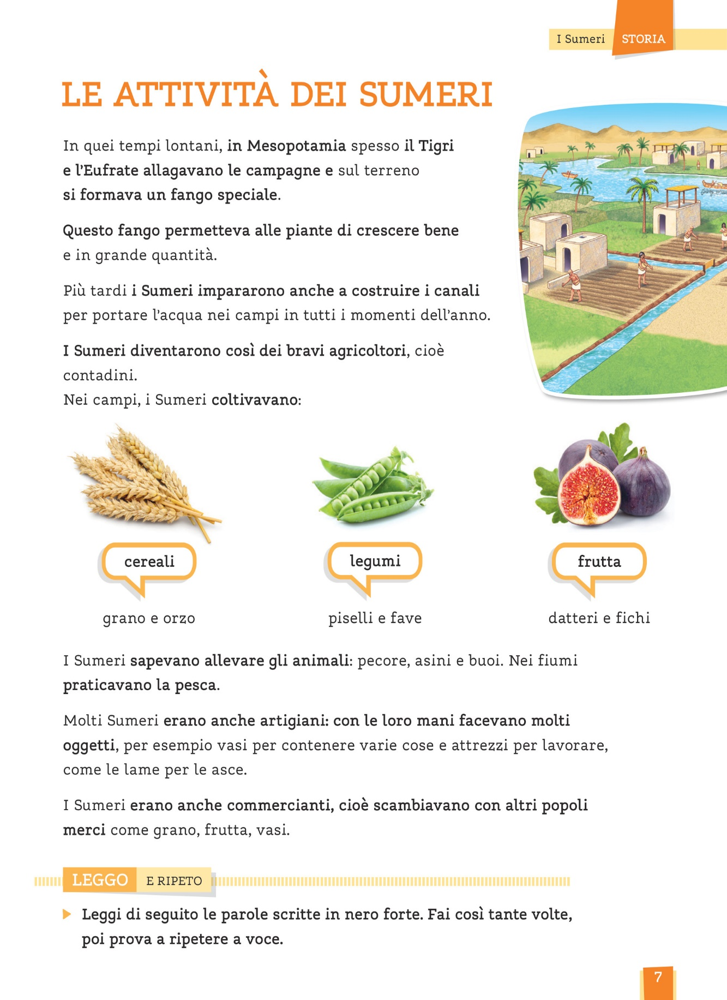 I Sumeri STORIA
LE ATTIVITÀ DEI SUMERI
In quei tempi lontani, in Mesopotamia spesso il Tigri
e l'Eufrate allagavano le campagne e sul terreno
si formava un fango speciale.
Questo fango permetteva alle piante di crescere bene
e in grande quantità.
Più tardi i Sumeri impararono anche a costruire i canali
per portare l'acqua nei campi in tutti i momenti dell'anno.
I Sumeri diventarono così dei bravi agricoltori, cioè
contadini.
Nei campi, i Sumeri coltivavano:
cereali
grano e orzo
legumi
piselli e fave
frutta
datteri e fichi
I Sumeri sapevano allevare gli animali: pecore, asini e buoi. Nei fiumi
praticavano la pesca.
Molti Sumeri erano anche artigiani: con le loro mani facevano molti
oggetti, per esempio vasi per contenere varie cose e attrezzi per lavorare,
come le lame per le asce.
I Sumeri erano anche commercianti, cioè scambiavano con altri popoli
merci come grano, frutta, vasi.
LEGGO E RIPETO
Leggi di seguito le parole scritte in nero forte. Fai così tante volte,
poi prova a ripetere a voce.
7